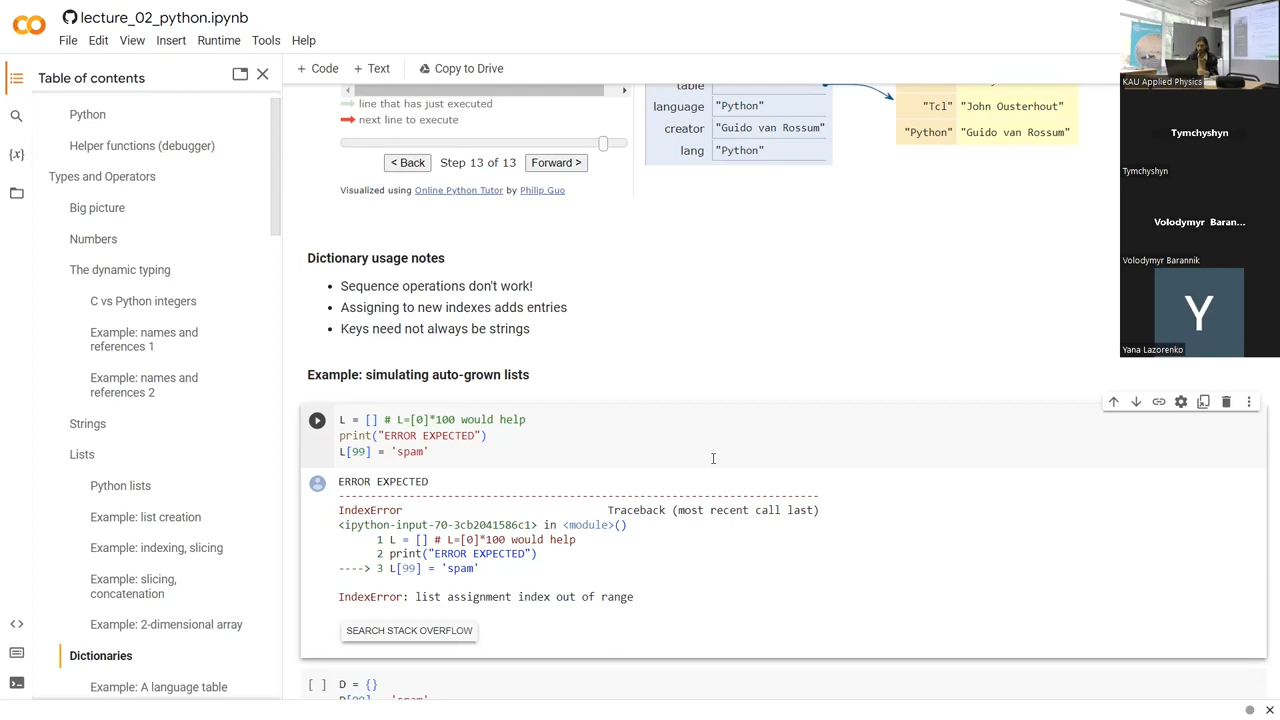 lecture_02_python.ipynb
File Edit View Insert Runtime Tools Help
Table of contents
+ Code + Text Copy to Drive
Python
Helper functions (debugger)
Types and Operators
Big picture
Numbers
The dynamic typing
C vs Python integers
Example: names and
references 1
Example: names and
references 2
Strings
Lists
Python lists
Example: list creation
Example: indexing, slicing
Example: slicing,
concatenation
Example: 2-dimensional array
Dictionaries
Example: A language table
line that has just executed
next line to execute
< Back Step 13 of 13 Forward >
Visualized using Online Python Tutor by Philip Guo
table
language "Python"
creator "Guido van Rossum"
lang "Python"
"Tcl" "John Ousterhout"
"Python" "Guido van Rossum"
Dictionary usage notes
• Sequence operations don't work!
• Assigning to new indexes adds entries
• Keys need not always be strings
Example: simulating auto-grown lists
L = [] # L=[0]*100 would help
print("ERROR EXPECTED")
L[99] = 'spam'
ERROR EXPECTED
---------------------------------------------------------------------------
IndexError Traceback (most recent call last)
<ipython-input-70-3cb2041586c1> in <module>()
1 L = [] # L=[0]*100 would help
2 print("ERROR EXPECTED")
----> 3 L[99] = 'spam'
IndexError: list assignment index out of range
SEARCH STACK OVERFLOW
[ ] D = {}
D[99] = 'spam'
KAU Applied Physics
Tymchyshyn
Tymchyshyn
Volodymyr Baran...
Volodymyr Barannik
Y
Yana Lazorenko